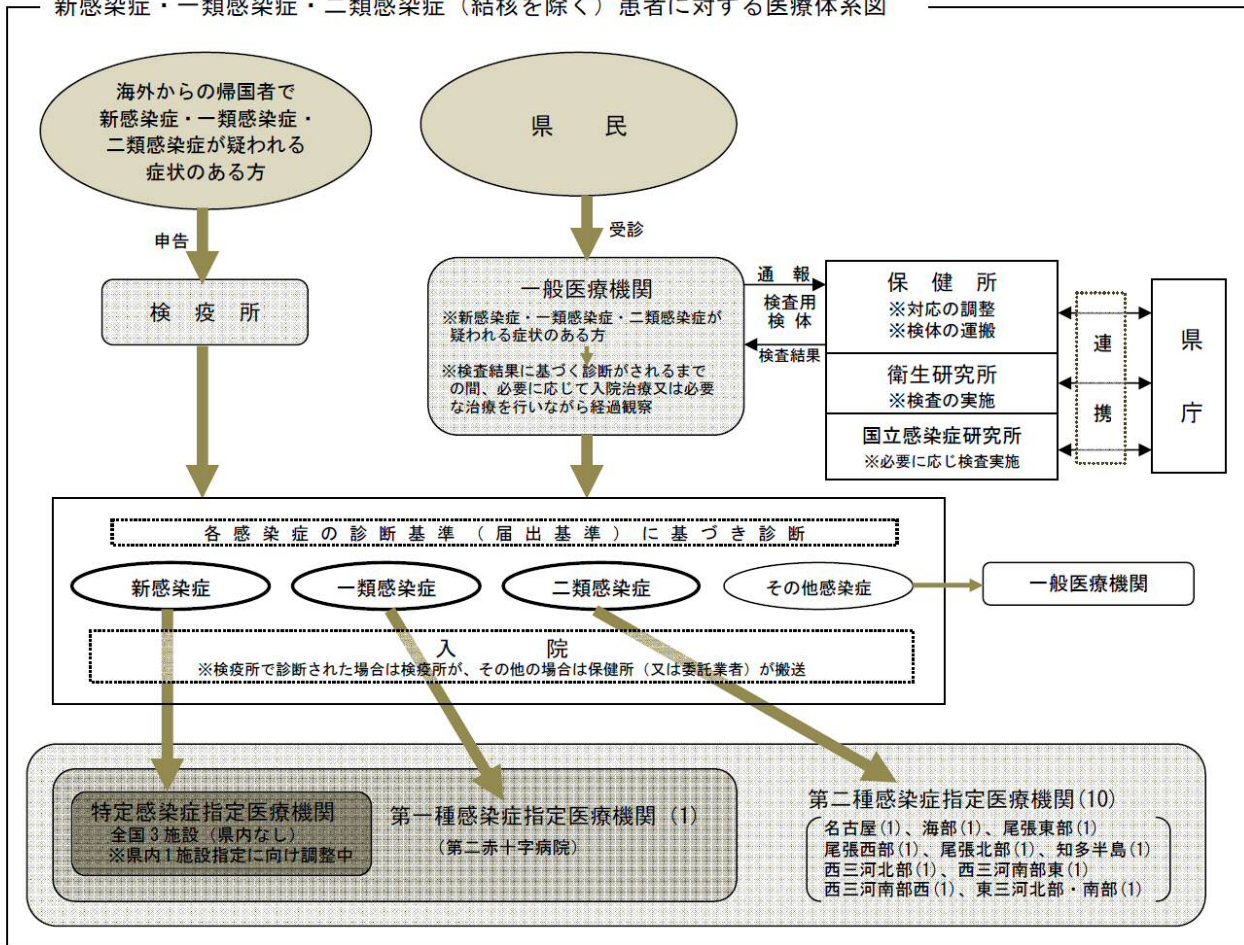 新感染症・一類感染症・二類感染症（結核を除く）患者に対する医療体系図
海外からの帰国者で
新感染症・一類感染症・
二類感染症が疑われる
症状のある方
県　民
申告
受診
検　疫　所
一般医療機関
※新感染症・一類感染症・二類感染症が
疑われる症状のある方
※検査結果に基づく診断がされるまで
の間、必要に応じて入院治療又は必要
な治療を行いながら経過観察
通　報
検査用
検　体
検査結果
保　健　所
※対応の調整
※検体の運搬
衛生研究所
※検査の実施
国立感染症研究所
※必要に応じ検査実施
連
携
県
庁
各感染症の診断基準（届出基準）に基づき診断
新感染症
一類感染症
二類感染症
その他感染症
一般医療機関
入　院
※検疫所で診断された場合は検疫所が、その他の場合は保健所（又は委託業者）が搬送
特定感染症指定医療機関
全国３施設（県内なし）
※県内１施設指定に向け調整中
第一種感染症指定医療機関（1）
（第二赤十字病院）
第二種感染症指定医療機関(10)
名古屋(1)、海部(1)、尾張東部(1)
尾張西部(1)、尾張北部(1)、知多半島(1)
西三河北部(1)、西三河南部東(1)
西三河南部西(1)、東三河北部・南部(1)